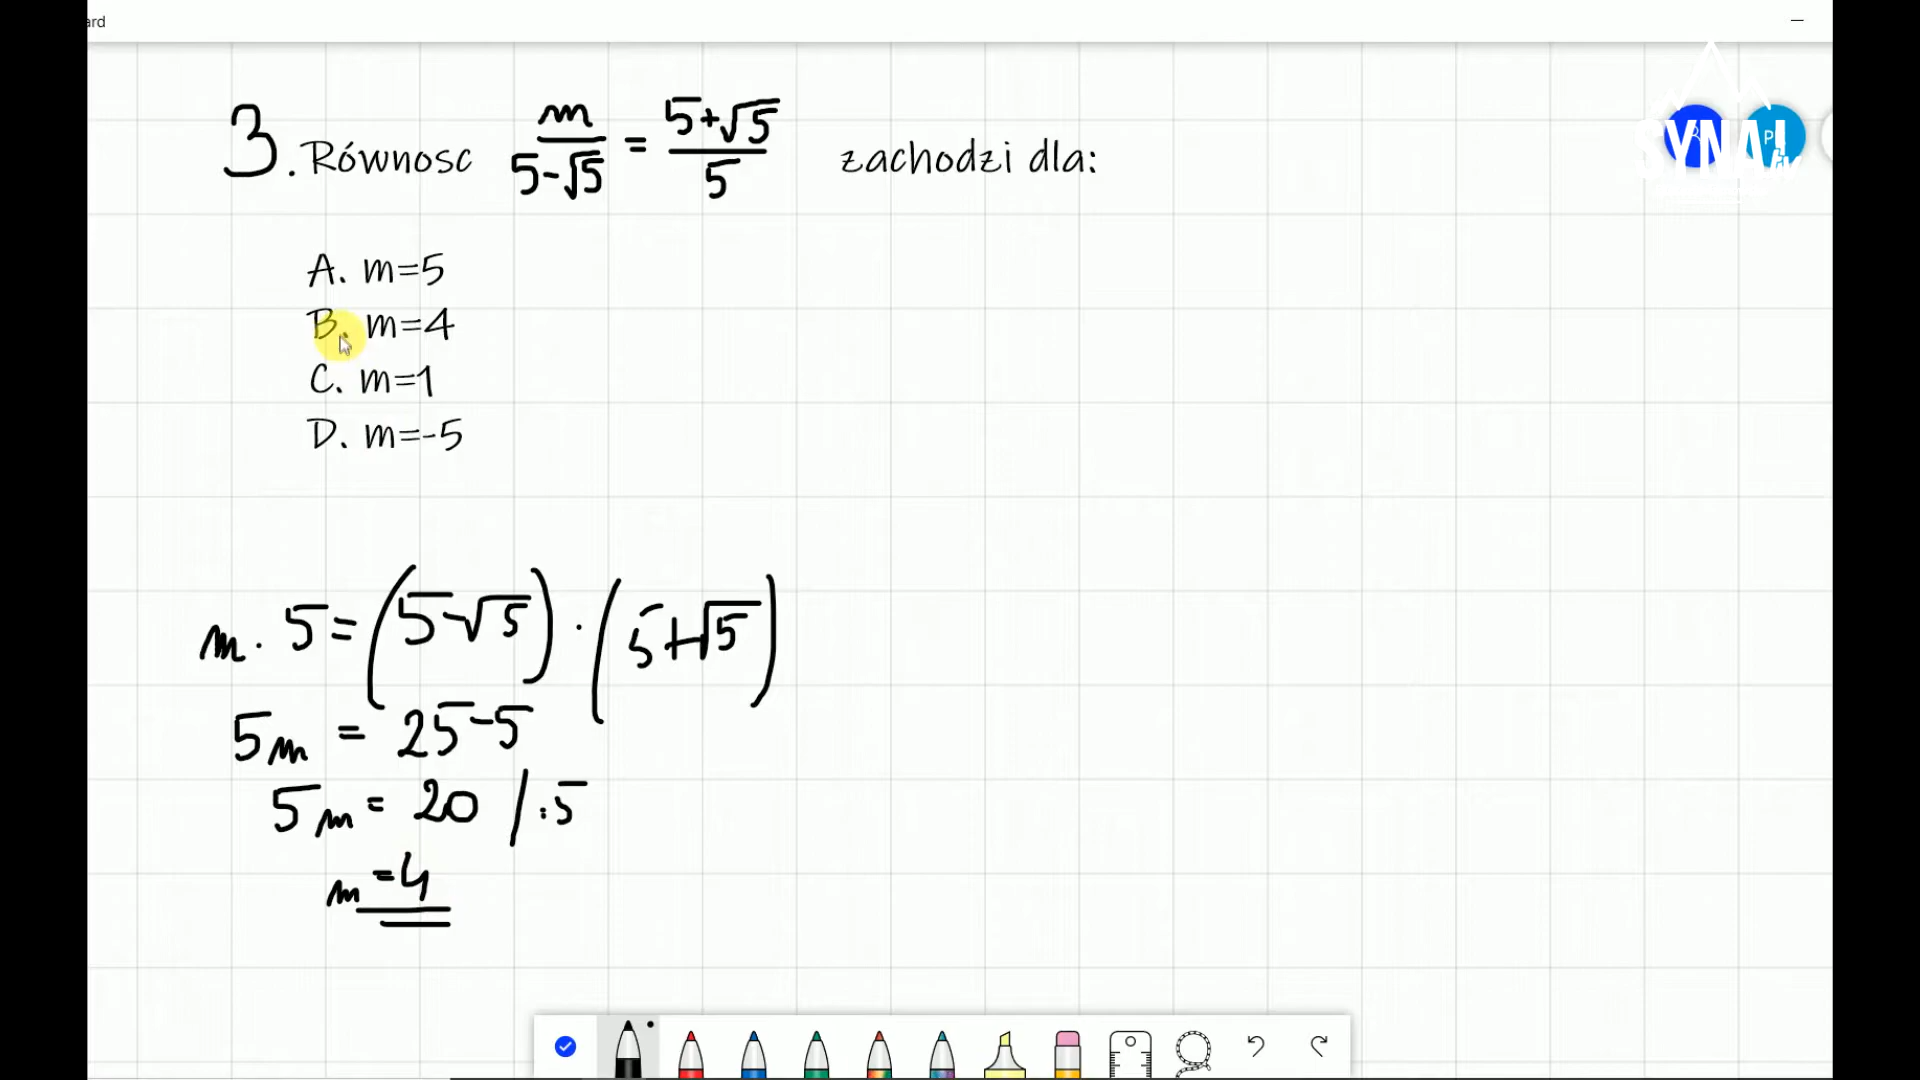 ard
3. Równosc m/(5-√5) = (5+√5)/5 zachodzi dla:
A. m=5
B. m=4
C. m=1
D. m=-5
m · 5 = (5-√5) · (5+√5)
5m = 25-5
5m = 20 /:5
m = 4